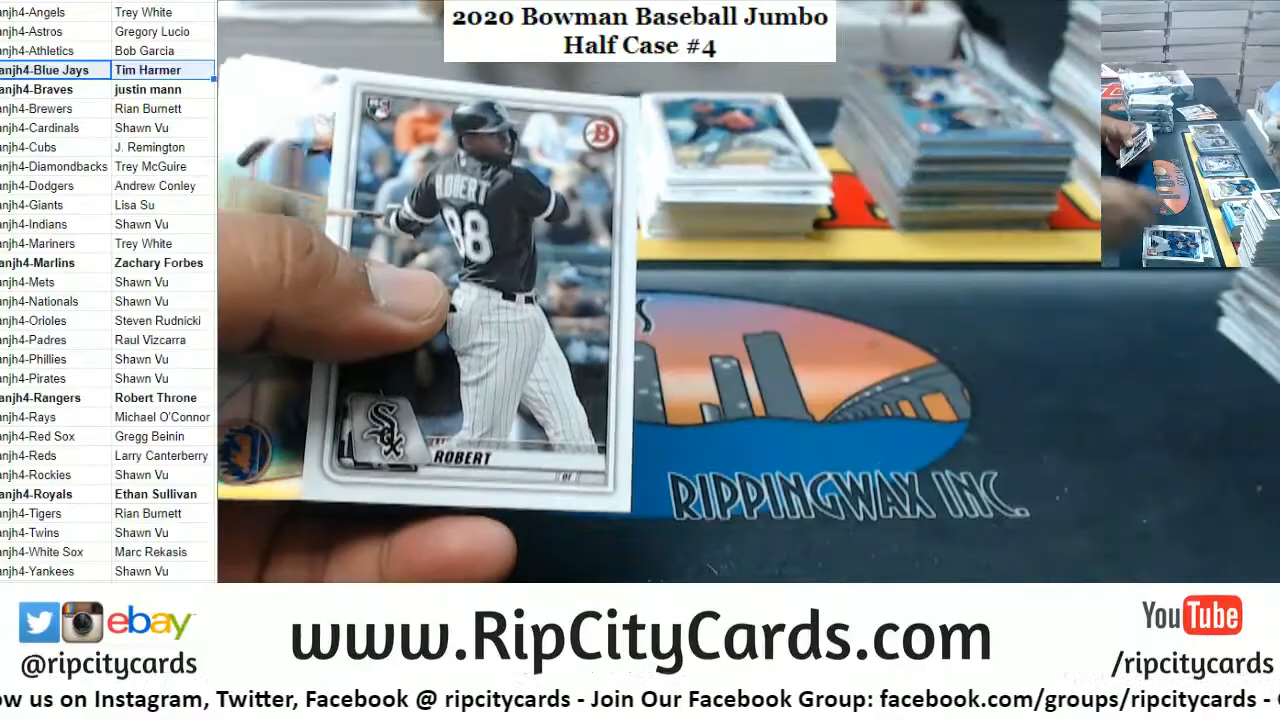 anjh4-Angels Trey White
anjh4-Astros Gregory Lucio
anjh4-Athletics Bob Garcia
anjh4-Blue Jays Tim Harmer
anjh4-Braves justin mann
anjh4-Brewers Rian Burnett
anjh4-Cardinals Shawn Vu
anjh4-Cubs J. Remington
anjh4-Diamondbacks Trey McGuire
anjh4-Dodgers Andrew Conley
anjh4-Giants Lisa Su
anjh4-Indians Shawn Vu
anjh4-Mariners Trey White
anjh4-Marlins Zachary Forbes
anjh4-Mets Shawn Vu
anjh4-Nationals Shawn Vu
anjh4-Orioles Steven Rudnicki
anjh4-Padres Raul Vizcarra
anjh4-Phillies Shawn Vu
anjh4-Pirates Shawn Vu
anjh4-Rangers Robert Throne
anjh4-Rays Michael O'Connor
anjh4-Red Sox Gregg Beinin
anjh4-Reds Larry Canterberry
anjh4-Rockies Shawn Vu
anjh4-Royals Ethan Sullivan
anjh4-Tigers Rian Burnett
anjh4-Twins Shawn Vu
anjh4-White Sox Marc Rekasis
anjh4-Yankees Shawn Vu
2020 Bowman Baseball Jumbo
Half Case #4
RC
B
ROBERT
88
Sox
ROBERT
OF
RIPPINGWAX INC.
ebay
@ripcitycards
www.RipCityCards.com
YouTube
/ripcitycards
ow us on Instagram, Twitter, Facebook @ ripcitycards - Join Our Facebook Group: facebook.com/groups/ripcitycards -